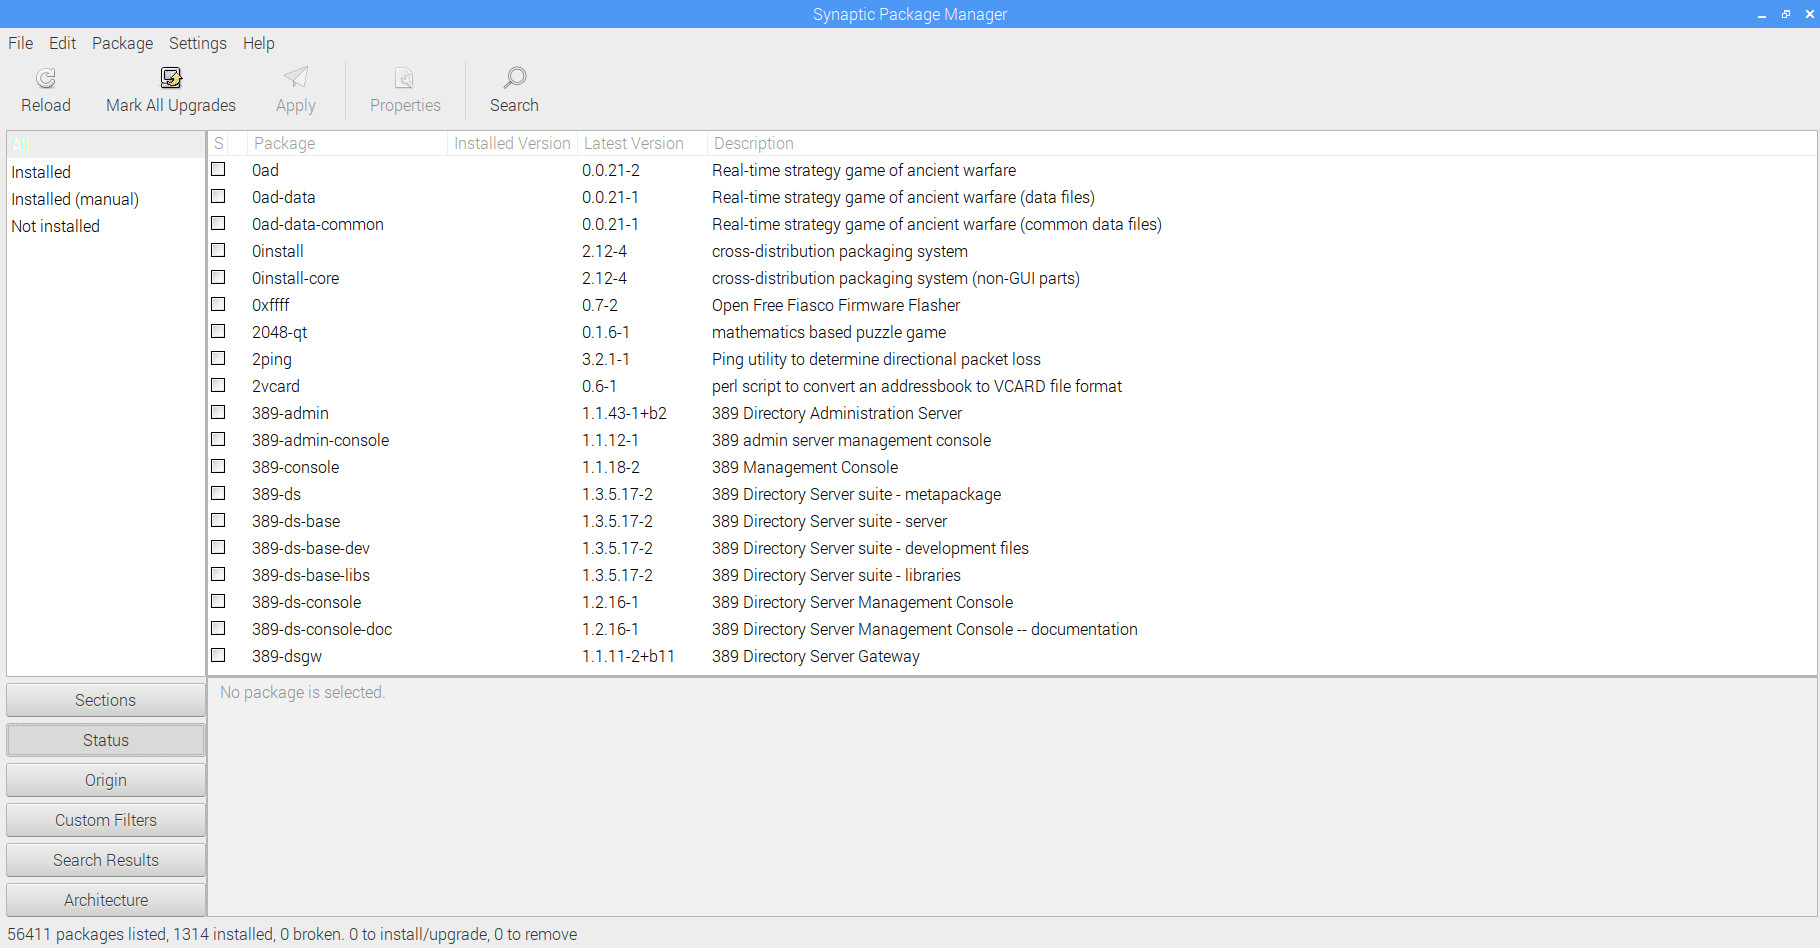 Synaptic Package Manager
File Edit Package Settings Help
Reload Mark All Upgrades Apply Properties Search
All
Installed
Installed (manual)
Not installed
S Package Installed Version Latest Version Description
0ad 0.0.21-2 Real-time strategy game of ancient warfare
0ad-data 0.0.21-1 Real-time strategy game of ancient warfare (data files)
0ad-data-common 0.0.21-1 Real-time strategy game of ancient warfare (common data files)
0install 2.12-4 cross-distribution packaging system
0install-core 2.12-4 cross-distribution packaging system (non-GUI parts)
0xffff 0.7-2 Open Free Fiasco Firmware Flasher
2048-qt 0.1.6-1 mathematics based puzzle game
2ping 3.2.1-1 Ping utility to determine directional packet loss
2vcard 0.6-1 perl script to convert an addressbook to VCARD file format
389-admin 1.1.43-1+b2 389 Directory Administration Server
389-admin-console 1.1.12-1 389 admin server management console
389-console 1.1.18-2 389 Management Console
389-ds 1.3.5.17-2 389 Directory Server suite - metapackage
389-ds-base 1.3.5.17-2 389 Directory Server suite - server
389-ds-base-dev 1.3.5.17-2 389 Directory Server suite - development files
389-ds-base-libs 1.3.5.17-2 389 Directory Server suite - libraries
389-ds-console 1.2.16-1 389 Directory Server Management Console
389-ds-console-doc 1.2.16-1 389 Directory Server Management Console -- documentation
389-dsgw 1.1.11-2+b11 389 Directory Server Gateway
Sections
Status
Origin
Custom Filters
Search Results
Architecture
No package is selected.
56411 packages listed, 1314 installed, 0 broken. 0 to install/upgrade, 0 to remove